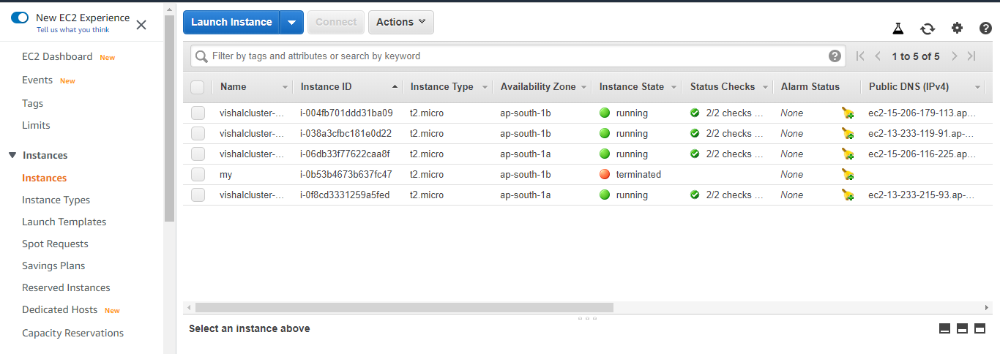 New EC2 Experience
Tell us what you think
EC2 Dashboard New
Events New
Tags
Limits
Instances
Instances
Instance Types
Launch Templates
Spot Requests
Savings Plans
Reserved Instances
Dedicated Hosts New
Capacity Reservations
Launch Instance Connect Actions
Filter by tags and attributes or search by keyword 1 to 5 of 5
Name Instance ID Instance Type Availability Zone Instance State Status Checks Alarm Status Public DNS (IPv4)
vishalcluster-... i-004fb701ddd31ba09 t2.micro ap-south-1b running 2/2 checks ... None ec2-15-206-179-113.ap...
vishalcluster-... i-038a3cfbc181e0d22 t2.micro ap-south-1b running 2/2 checks ... None ec2-13-233-119-91.ap-...
vishalcluster-... i-06db33f77622caa8f t2.micro ap-south-1a running 2/2 checks ... None ec2-15-206-116-225.ap...
my i-0b53b4673b637fc47 t2.micro ap-south-1b terminated None
vishalcluster-... i-0f8cd3331259a5fed t2.micro ap-south-1a running 2/2 checks ... None ec2-13-233-215-93.ap-...
Select an instance above